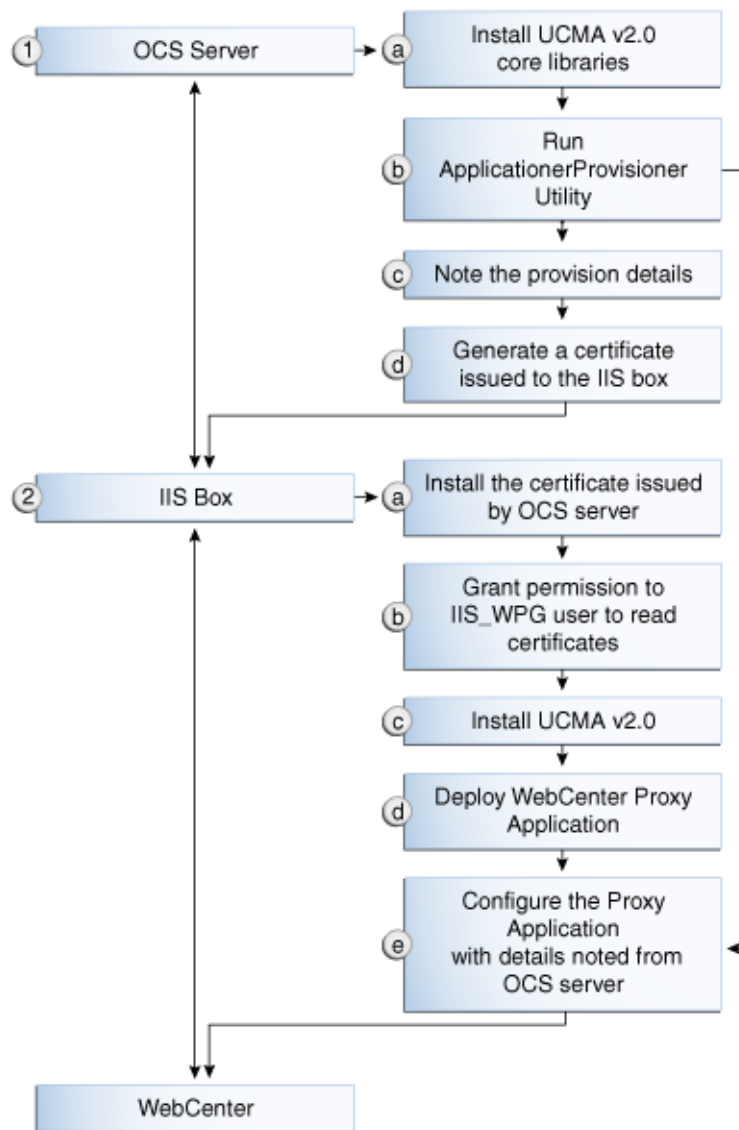 1
OCS Server
a
Install UCMA v2.0
core libraries
b
Run
ApplicationerProvisioner
Utility
c
Note the provision details
d
Generate a certificate
issued to the IIS box
2
IIS Box
a
Install the certificate issued
by OCS server
b
Grant permission to
IIS_WPG user to read
certificates
c
Install UCMA v2.0
d
Deploy WebCenter Proxy
Application
e
Configure the Proxy
Application
with details noted from
OCS server
WebCenter